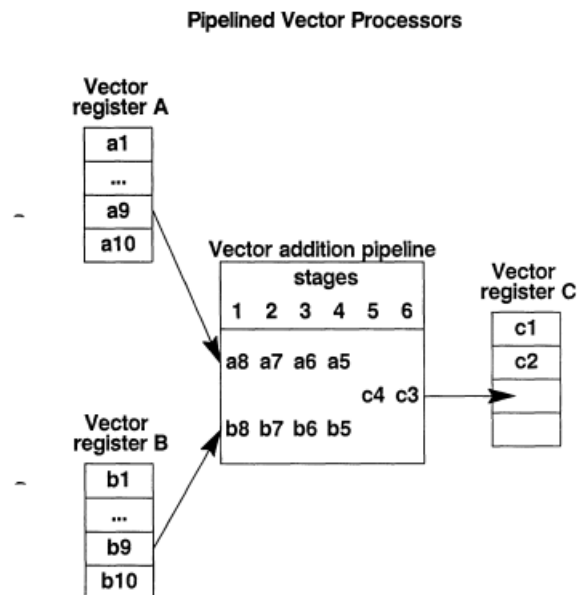 Pipelined Vector Processors
Vector
register A
a1
...
a9
a10
Vector addition pipeline
stages
1 2 3 4 5 6
a8 a7 a6 a5
c4 c3
b8 b7 b6 b5
Vector
register C
c1
c2
Vector
register B
b1
...
b9
b10